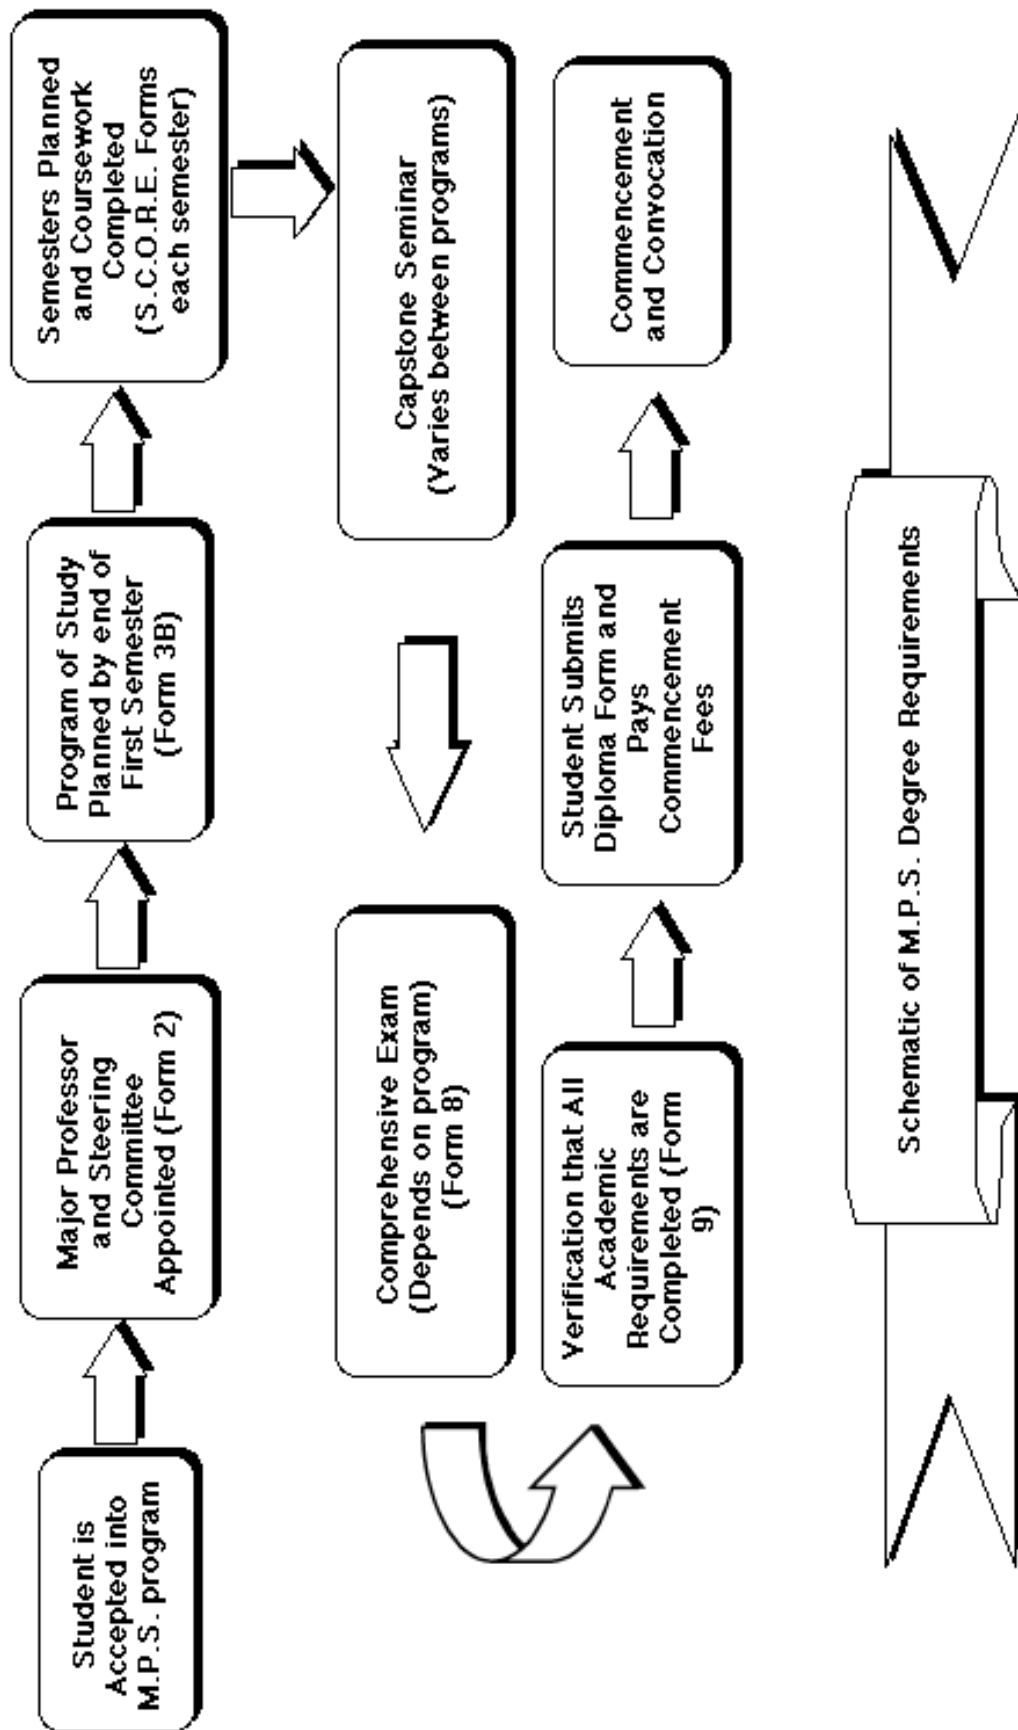 Student is
Accepted into
M.P.S. program
Major Professor
and Steering
Committee
Appointed (Form 2)
Program of Study
Planned by end of
First Semester
(Form 3B)
Semesters Planned
and Coursework
Completed
(S.C.O.R.E. Forms
each semester)
Capstone Seminar
(Varies between programs)
Comprehensive Exam
(Depends on program)
(Form 8)
Verification that All
Academic
Requirements are
Completed (Form
9)
Student Submits
Diploma Form and
Pays
Commencement
Fees
Commencement
and Convocation
Schematic of M.P.S. Degree Requirements